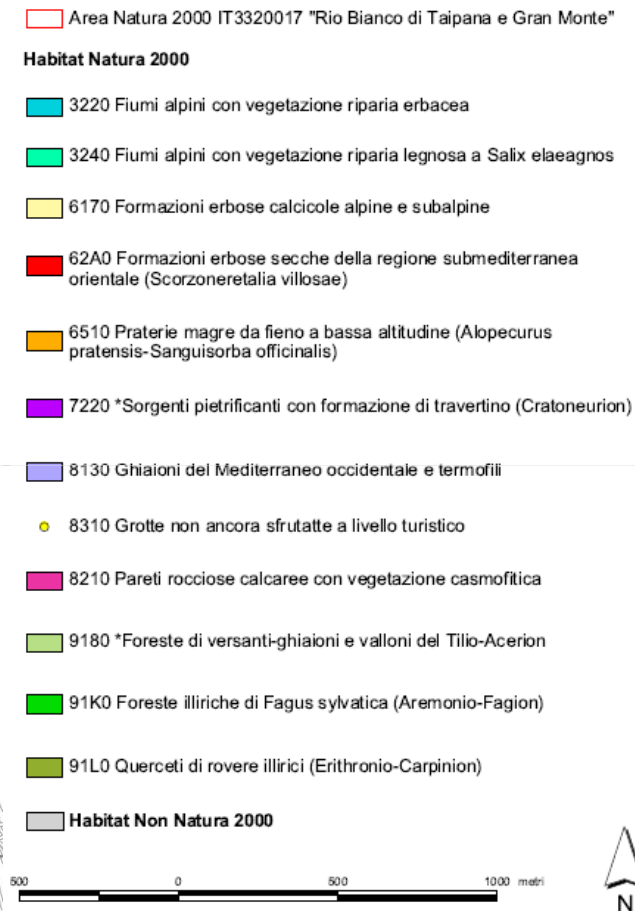 Area Natura 2000 IT3320017 "Rio Bianco di Taipana e Gran Monte"
Habitat Natura 2000
3220 Fiumi alpini con vegetazione riparia erbacea
3240 Fiumi alpini con vegetazione riparia legnosa a Salix elaeagnos
6170 Formazioni erbose calcicole alpine e subalpine
62A0 Formazioni erbose secche della regione submediterranea
orientale (Scorzoneretalia villosae)
6510 Praterie magre da fieno a bassa altitudine (Alopecurus
pratensis-Sanguisorba officinalis)
7220 *Sorgenti pietrificanti con formazione di travertino (Cratoneurion)
8130 Ghiaioni del Mediterraneo occidentale e termofili
8310 Grotte non ancora sfrutatte a livello turistico
8210 Pareti rocciose calcaree con vegetazione casmofitica
9180 *Foreste di versanti-ghiaioni e valloni del Tilio-Acerion
91K0 Foreste illiriche di Fagus sylvatica (Aremonio-Fagion)
91L0 Querceti di rovere illirici (Erithronio-Carpinion)
Habitat Non Natura 2000
500 0 500 1000 metri
N